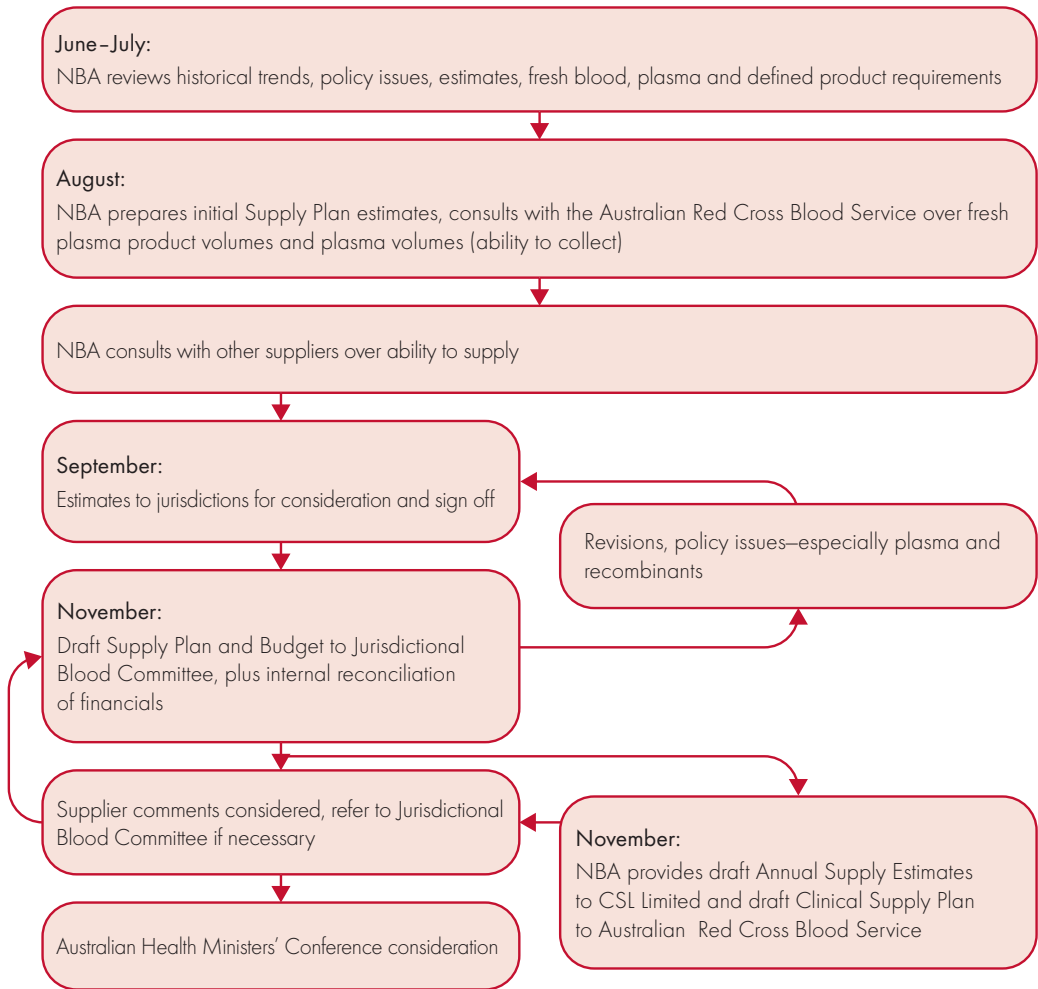 June–July:
NBA reviews historical trends, policy issues, estimates, fresh blood, plasma and defined product requirements
August:
NBA prepares initial Supply Plan estimates, consults with the Australian Red Cross Blood Service over fresh
plasma product volumes and plasma volumes (ability to collect)
NBA consults with other suppliers over ability to supply
September:
Estimates to jurisdictions for consideration and sign off
Revisions, policy issues—especially plasma and
recombinants
November:
Draft Supply Plan and Budget to Jurisdictional
Blood Committee, plus internal reconciliation
of financials
Supplier comments considered, refer to Jurisdictional
Blood Committee if necessary
November:
NBA provides draft Annual Supply Estimates
to CSL Limited and draft Clinical Supply Plan
to Australian Red Cross Blood Service
Australian Health Ministers’ Conference consideration